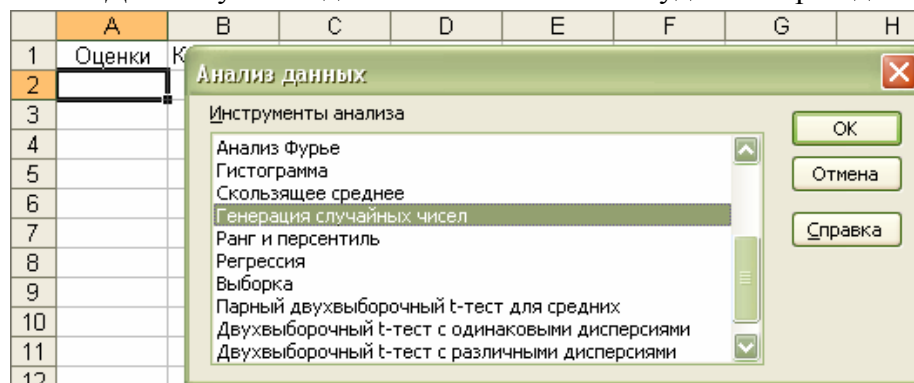 A B C D E F G H
1 Оценки К
Анализ данных
2
3 Инструменты анализа
ОК
4 Анализ Фурье
5 Гистограмма
Отмена
6 Скользящее среднее
Генерация случайных чисел
7 Ранг и персентиль
Справка
8 Регрессия
9 Выборка
Парный двухвыборочный t-тест для средних
10 Двухвыборочный t-тест с одинаковыми дисперсиями
11 Двухвыборочный t-тест с различными дисперсиями
12